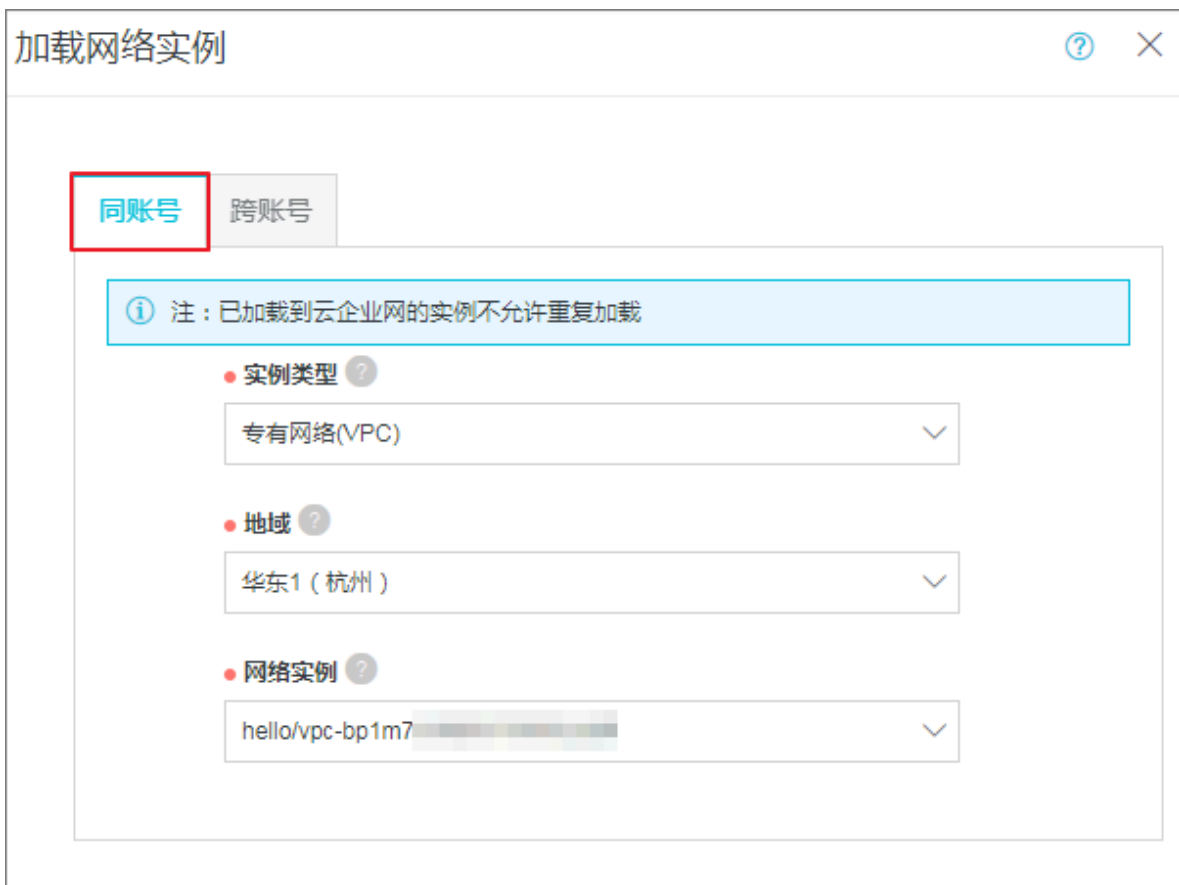 加载网络实例
同账号 跨账号
注：已加载到云企业网的实例不允许重复加载
实例类型
专有网络(VPC)
地域
华东1（杭州）
网络实例
hello/vpc-bp1m7